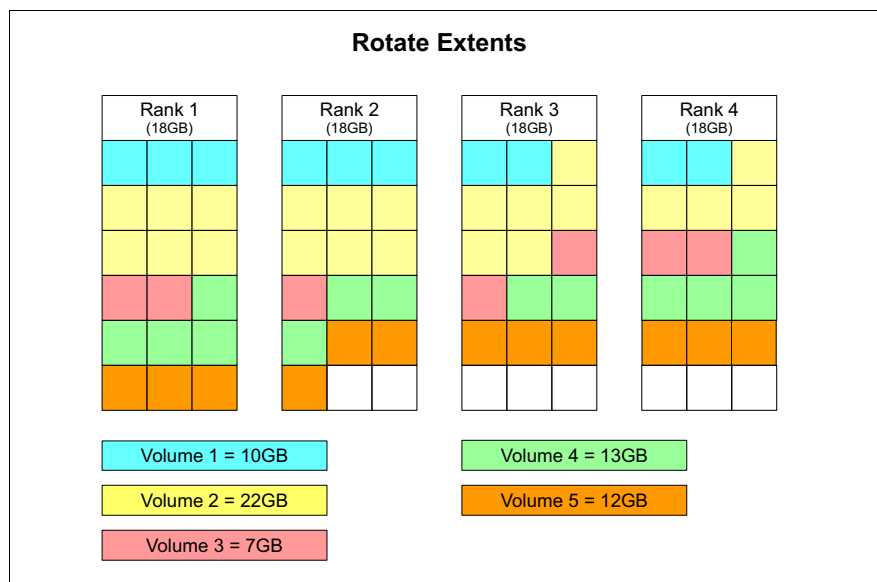 Rotate Extents
Rank 1
(18GB)
Rank 2
(18GB)
Rank 3
(18GB)
Rank 4
(18GB)
Volume 1 = 10GB
Volume 4 = 13GB
Volume 2 = 22GB
Volume 5 = 12GB
Volume 3 = 7GB